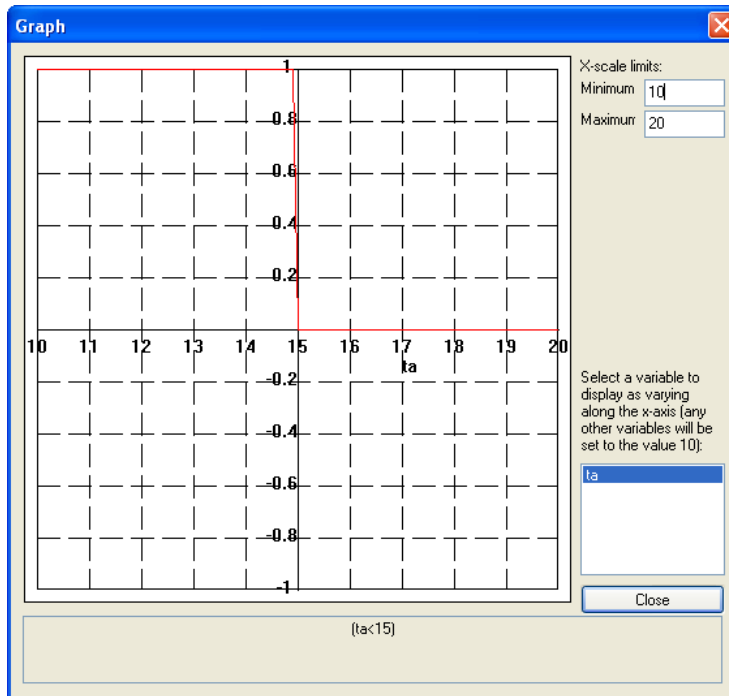 Graph
X-scale limits:
Minimum 10
Maximum 20
1
0.8
0.6
0.4
0.2
10 11 12 13 14 15 16 17 18 19 20
ta
-0.2
-0.4
-0.6
-0.8
-1
Select a variable to
display as varying
along the x-axis (any
other variables will be
set to the value 10):
ta
Close
(ta<15)